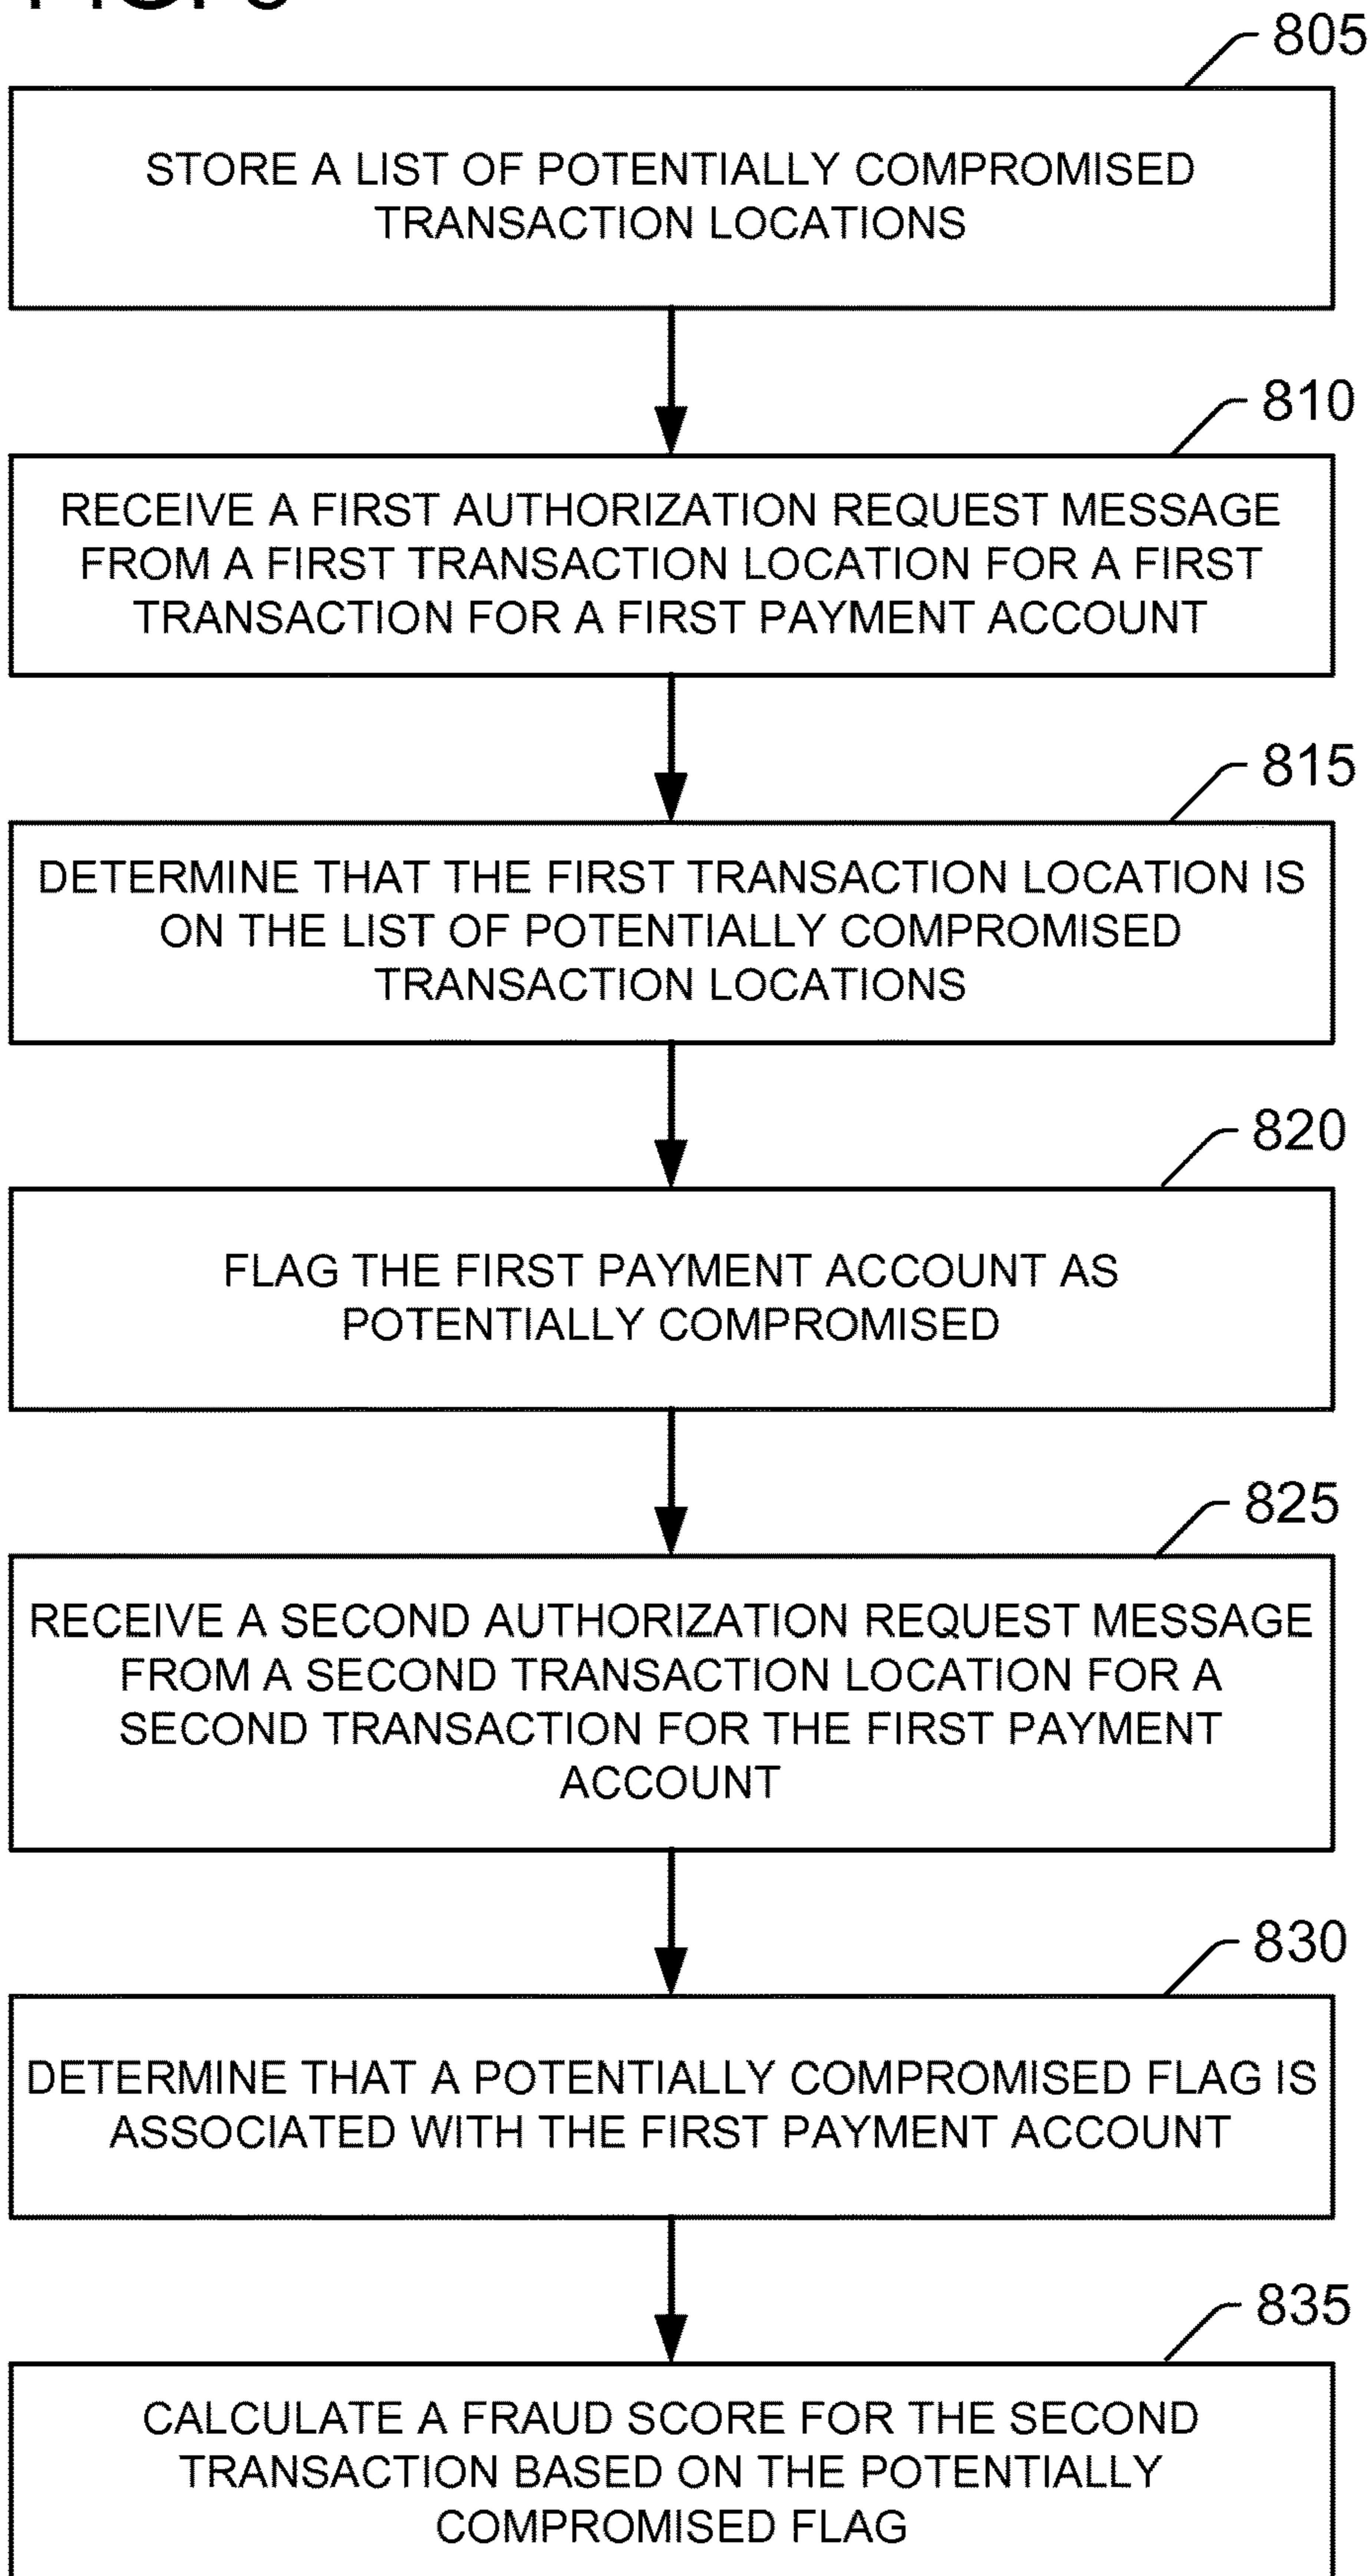 805
STORE A LIST OF POTENTIALLY COMPROMISED
TRANSACTION LOCATIONS
810
RECEIVE A FIRST AUTHORIZATION REQUEST MESSAGE
FROM A FIRST TRANSACTION LOCATION FOR A FIRST
TRANSACTION FOR A FIRST PAYMENT ACCOUNT
815
DETERMINE THAT THE FIRST TRANSACTION LOCATION IS
ON THE LIST OF POTENTIALLY COMPROMISED
TRANSACTION LOCATIONS
820
FLAG THE FIRST PAYMENT ACCOUNT AS
POTENTIALLY COMPROMISED
825
RECEIVE A SECOND AUTHORIZATION REQUEST MESSAGE
FROM A SECOND TRANSACTION LOCATION FOR A
SECOND TRANSACTION FOR THE FIRST PAYMENT
ACCOUNT
830
DETERMINE THAT A POTENTIALLY COMPROMISED FLAG IS
ASSOCIATED WITH THE FIRST PAYMENT ACCOUNT
835
CALCULATE A FRAUD SCORE FOR THE SECOND
TRANSACTION BASED ON THE POTENTIALLY
COMPROMISED FLAG